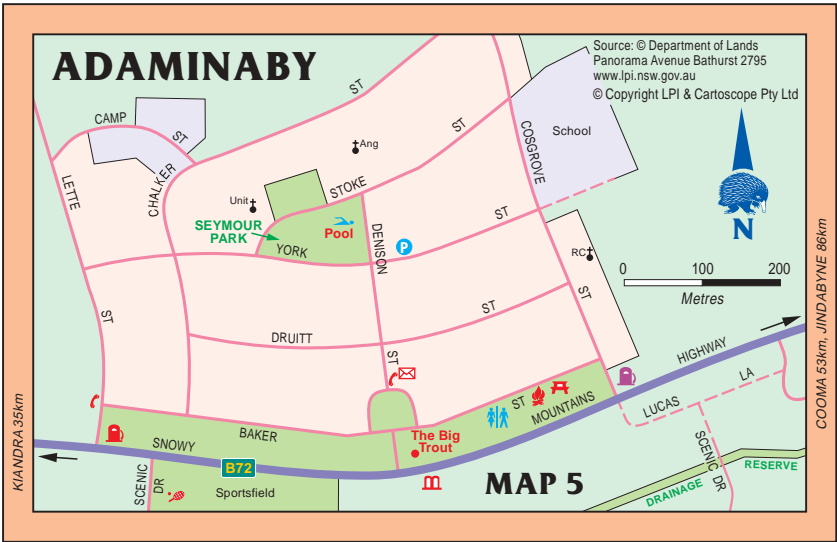 ADAMINABY
Source: © Department of Lands
Panorama Avenue Bathurst 2795
www.lpi.nsw.gov.au
© Copyright LPI & Cartoscope Pty Ltd
CAMP
ST
ST
ST
Ang
School
COSGROVE
LETTE
CHALKER
STOKE
Unit
SEYMOUR
PARK
Pool
YORK
DENISON
P
ST
N
RC
0 100 200
Metres
ST
ST
ST
DRUITT
ST
HIGHWAY
LA
LUCAS
ST
MOUNTAINS
BAKER
SNOWY
The Big
Trout
B72
SCENIC
DR
Sportsfield
MAP 5
SCENIC DR
DRAINAGE
RESERVE
KIANDRA 35km
COOMA 53km, JINDABYNE 86km